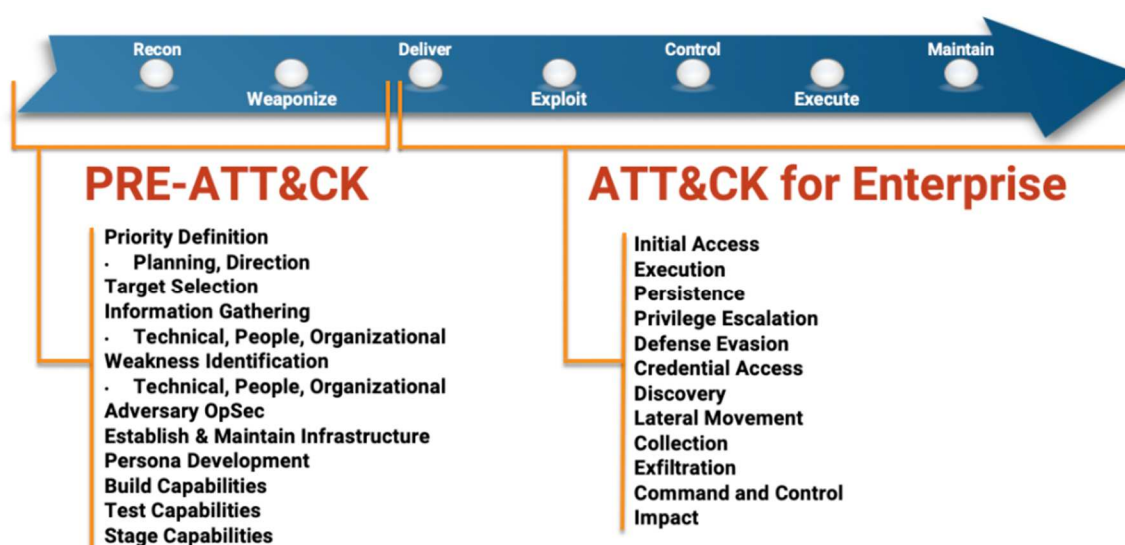 Recon
Weaponize
Deliver
Exploit
Control
Execute
Maintain
PRE-ATT&CK
Priority Definition
· Planning, Direction
Target Selection
Information Gathering
· Technical, People, Organizational
Weakness Identification
· Technical, People, Organizational
Adversary OpSec
Establish & Maintain Infrastructure
Persona Development
Build Capabilities
Test Capabilities
Stage Capabilities
ATT&CK for Enterprise
Initial Access
Execution
Persistence
Privilege Escalation
Defense Evasion
Credential Access
Discovery
Lateral Movement
Collection
Exfiltration
Command and Control
Impact